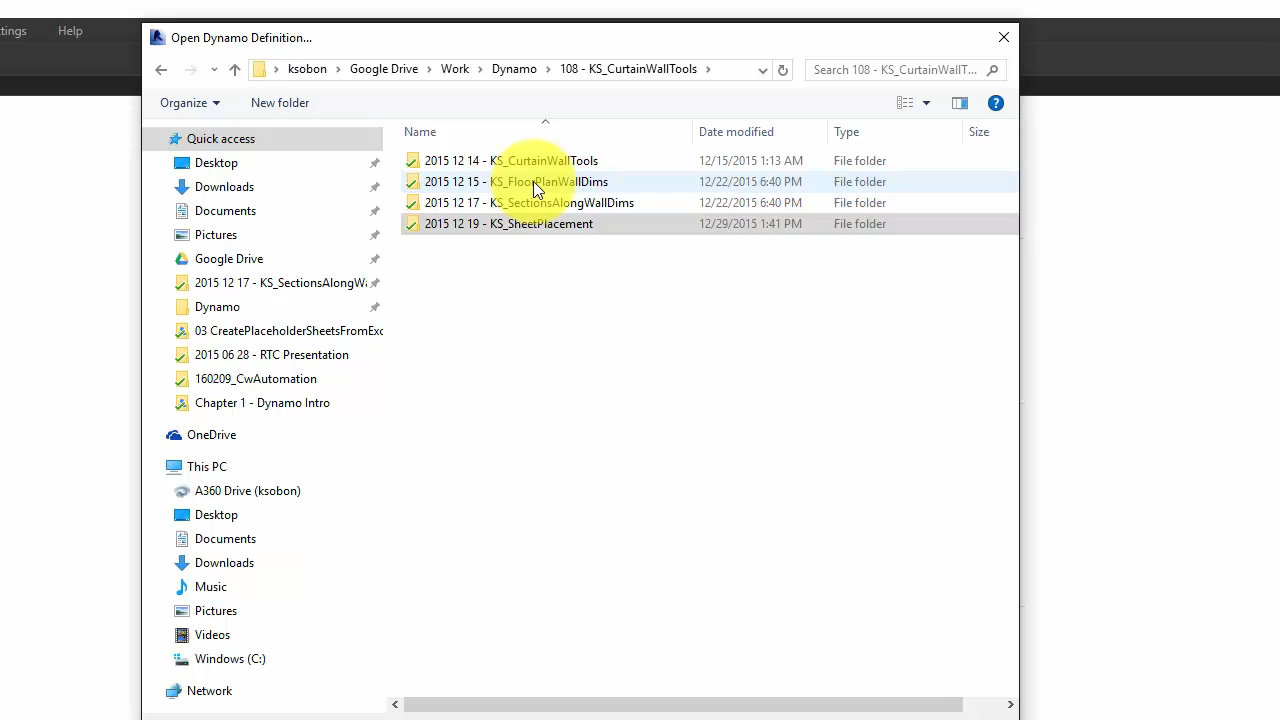 ttings Help
Open Dynamo Definition...
ksobon Google Drive Work Dynamo 108 - KS_CurtainWallTools
Search 108 - KS_CurtainWallT...
Organize New folder
Name Date modified Type Size
Quick access
Desktop
Downloads
Documents
Pictures
Google Drive
2015 12 17 - KS_SectionsAlongWa
Dynamo
03 CreatePlaceholderSheetsFromExc
2015 06 28 - RTC Presentation
160209_CwAutomation
Chapter 1 - Dynamo Intro
OneDrive
This PC
A360 Drive (ksobon)
Desktop
Documents
Downloads
Music
Pictures
Videos
Windows (C:)
Network
2015 12 14 - KS_CurtainWallTools 12/15/2015 1:13 AM File folder
2015 12 15 - KS_FloorPlanWallDims 12/22/2015 6:40 PM File folder
2015 12 17 - KS_SectionsAlongWallDims 12/22/2015 6:40 PM File folder
2015 12 19 - KS_SheetPlacement 12/29/2015 1:41 PM File folder